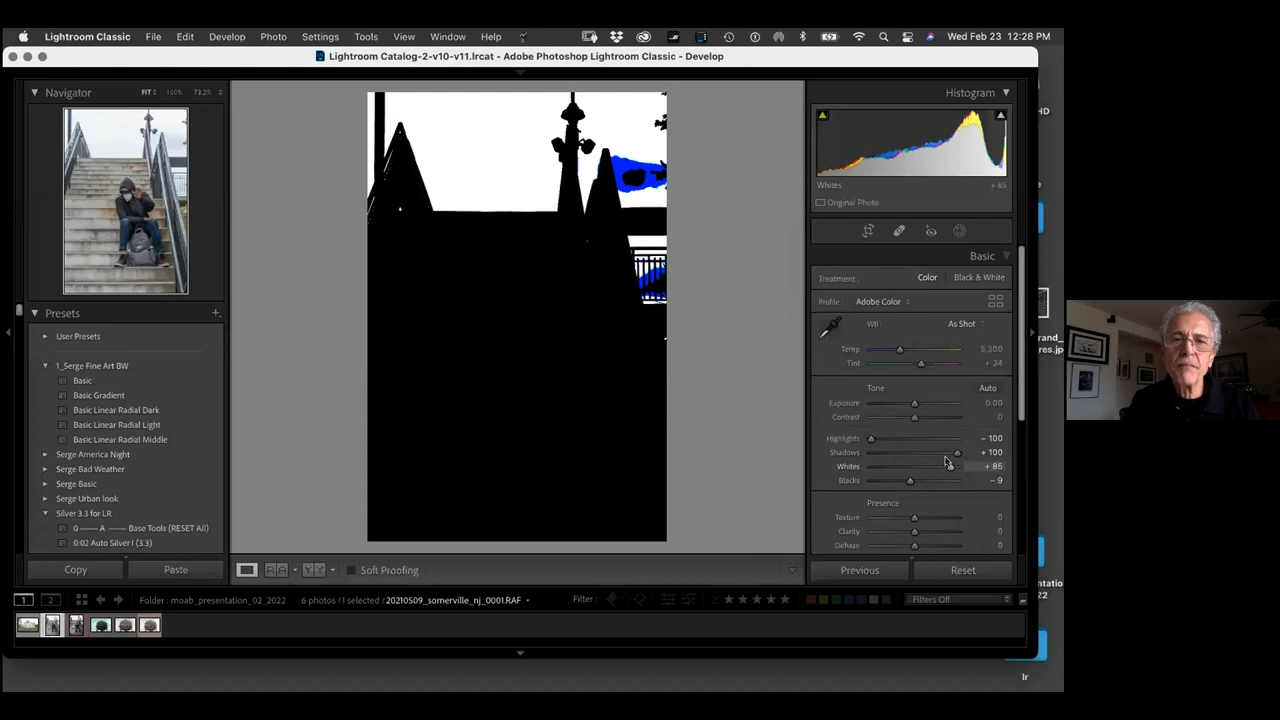 Lightroom Classic File Edit Develop Photo Settings Tools View Window Help Wed Feb 23 12:28 PM
Lightroom Catalog-2-v10-v11.lrcat - Adobe Photoshop Lightroom Classic - Develop
Navigator FIT 100%
Histogram
HD
Whites + 85
Original Photo
Basic
Treatment : Color Black & White
Profile : Adobe Color
Presets
WB : As Shot
User Presets
Temp 5,300
Tint + 24
1_Serge Fine Art BW
Basic
Tone Auto
Basic Gradient
Exposure 0.00
Basic Linear Radial Dark
Contrast 0
Basic Linear Radial Light
Basic Linear Radial Middle
Highlights - 100
Serge America Night
Shadows + 100
Serge Bad Weather
Whites + 85
Serge Basic
Blacks - 9
Serge Urban look
Presence
Silver 3.3 for LR
Texture 0
0 ------- A ---- Base Tools (RESET All)
Clarity 0
0:02 Auto Silver I (3.3)
Dehaze 0
Copy Paste
Soft Proofing
Previous Reset
1 2 Folder : moab_presentation_02_2022 6 photos / 1 selected / 20210509_somerville_nj_0001.RAF Filter : Filters Off
lr